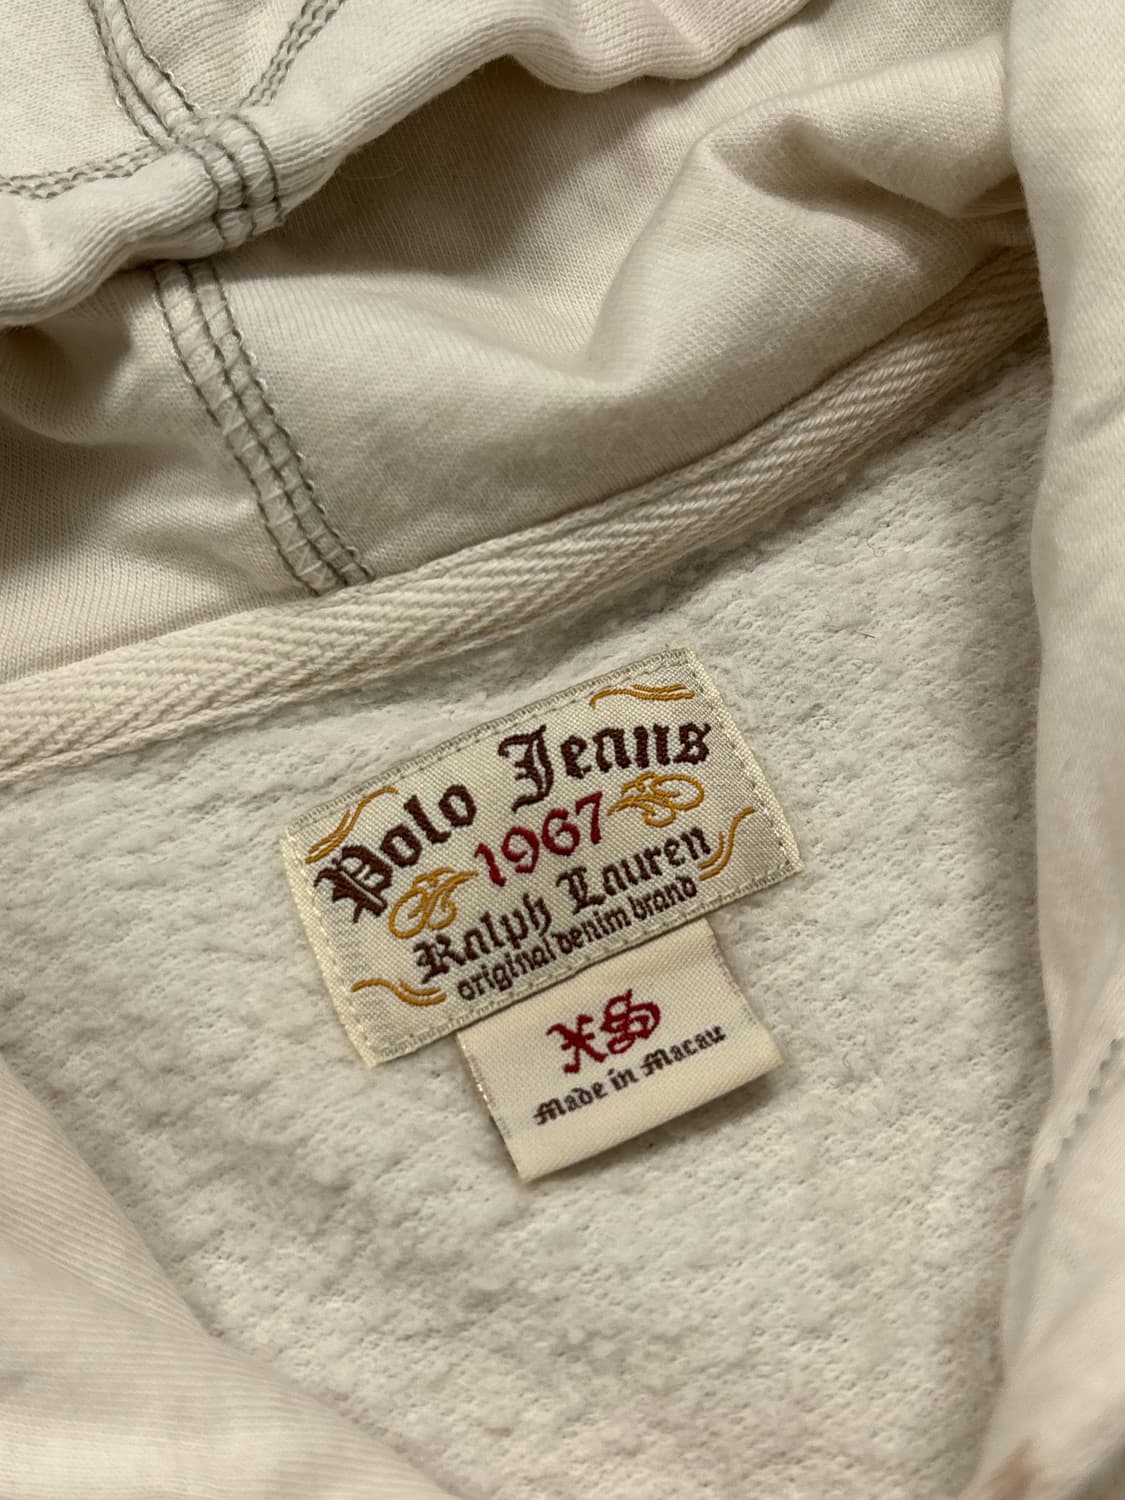 Polo Jeans
1967
Ralph Lauren
original denim brand
XS
Made in Macau